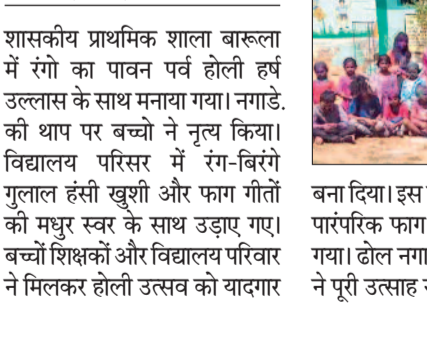 शासकीय प्राथमिक शाला बारूला
में रंगो का पावन पर्व होली हर्ष
उल्लास के साथ मनाया गया। नगाडे.
की थाप पर बच्चो ने नृत्य किया।
विद्यालय परिसर में रंग-बिरंगे
गुलाल हंसी खुशी और फाग गीतों
की मधुर स्वर के साथ उड़ाए गए।
बच्चों शिक्षकों और विद्यालय परिवार
ने मिलकर होली उत्सव को यादगार
बना दिया। इस
पारंपरिक फाग
गया। ढोल नगा
ने पूरी उत्साह